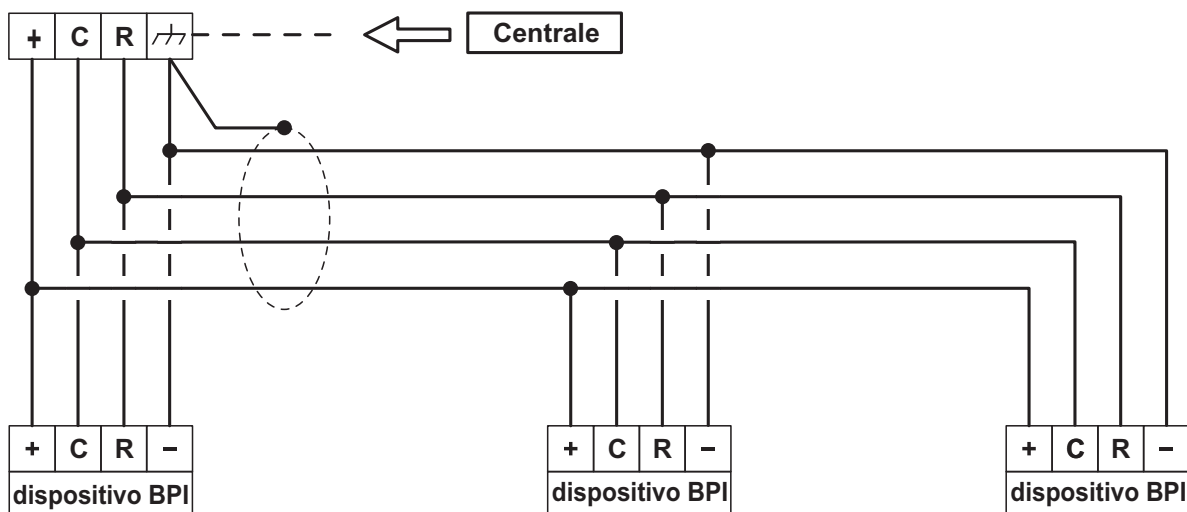 + C R
Centrale
+ C R –
dispositivo BPI
+ C R –
dispositivo BPI
+ C R –
dispositivo BPI